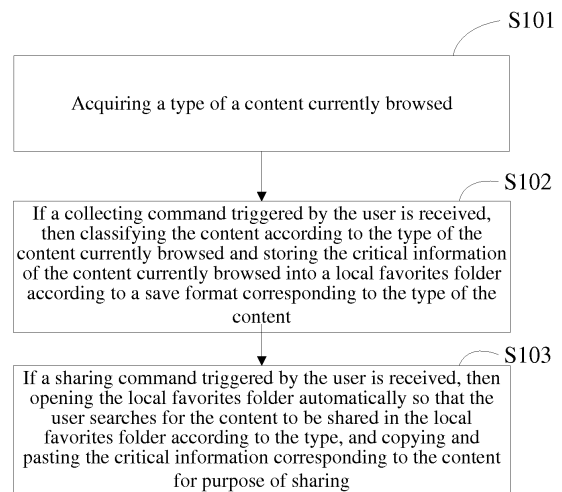 S101
Acquiring a type of a content currently browsed
S102
If a collecting command triggered by the user is received,
then classifying the content according to the type of the
content currently browsed and storing the critical information
of the content currently browsed into a local favorites folder
according to a save format corresponding to the type of the
content
S103
If a sharing command triggered by the user is received, then
opening the local favorites folder automatically so that the
user searches for the content to be shared in the local
favorites folder according to the type, and copying and
pasting the critical information corresponding to the content
for purpose of sharing